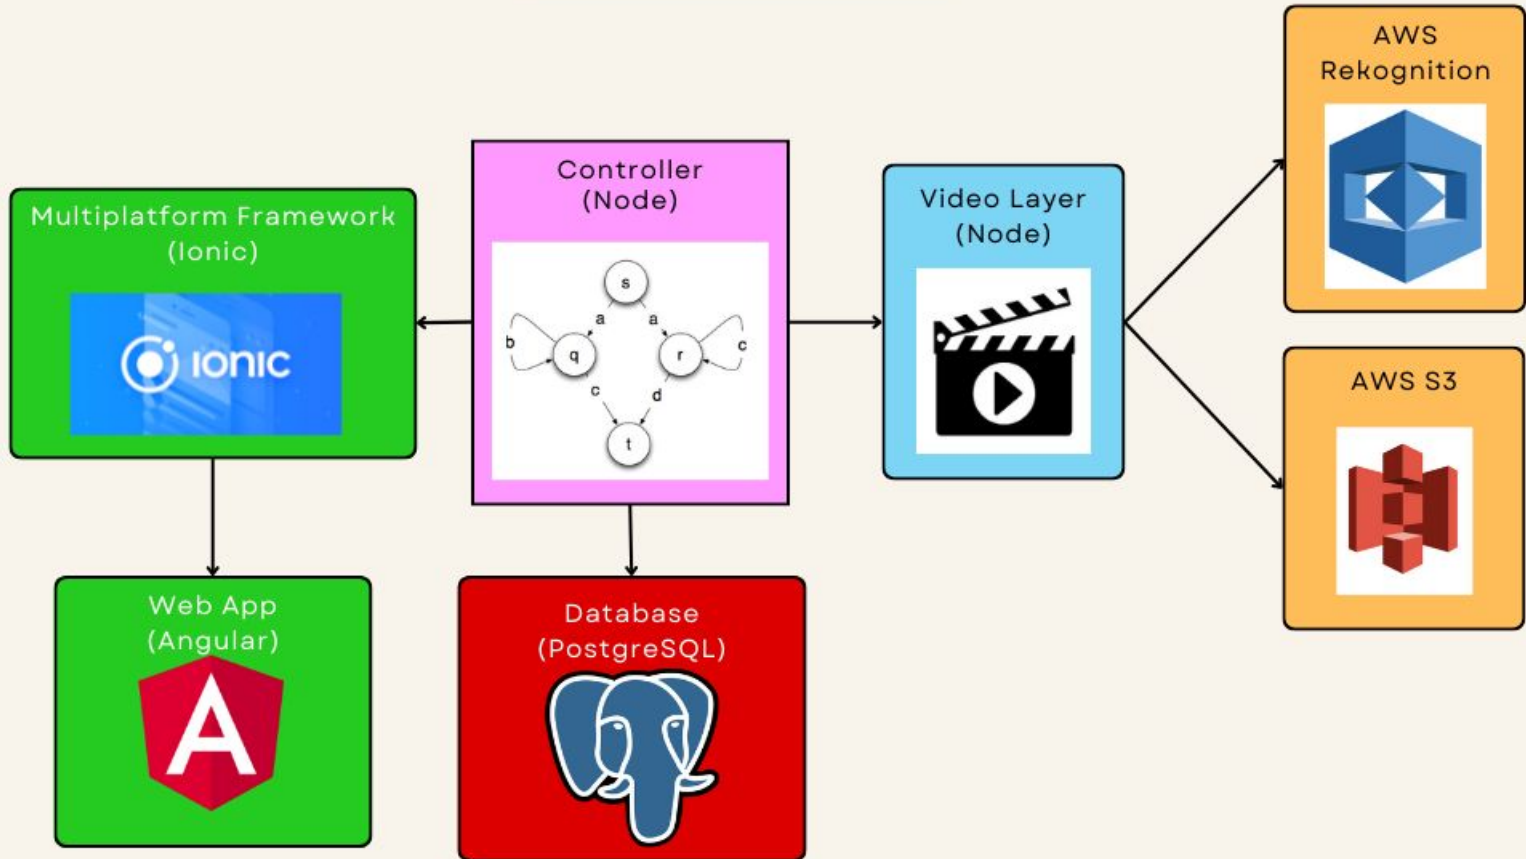 Multiplatform Framework
(Ionic)
IONIC
Controller
(Node)
s
a
a
b
q
r
c
c
d
t
Video Layer
(Node)
AWS
Rekognition
AWS S3
Web App
(Angular)
A
Database
(PostgreSQL)